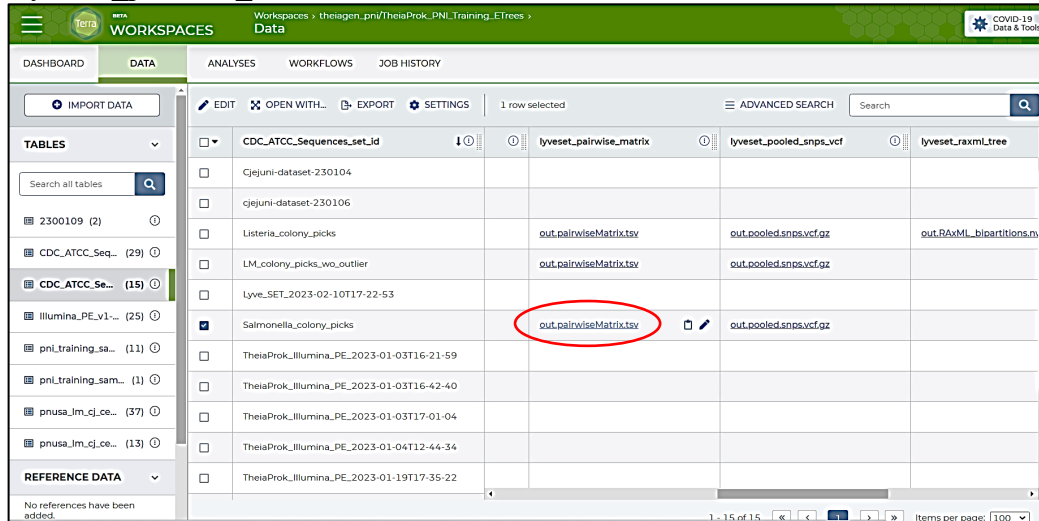 Terra
BETA
WORKSPACES
Workspaces › theiagen_pni/TheiaProk_PNI_Training_ETrees ›
Data
COVID-19
Data & Tools
DASHBOARD DATA ANALYSES WORKFLOWS JOB HISTORY
IMPORT DATA
EDIT OPEN WITH... EXPORT SETTINGS 1 row selected ADVANCED SEARCH Search
TABLES
Search all tables
2300109 (2)
CDC_ATCC_Seq... (29)
CDC_ATCC_Se... (15)
Illumina_PE_v1-... (25)
pni_training_sa... (11)
pni_training_sam... (1)
pnusa_lm_cj_ce... (37)
pnusa_lm_cj_ce... (13)
REFERENCE DATA
No references have been
added.
CDC_ATCC_Sequences_set_id lyveset_pairwise_matrix lyveset_pooled_snps_vcf lyveset_raxml_tree
Cjejuni-dataset-230104
cjejuni-dataset-230106
Listeria_colony_picks out.pairwiseMatrix.tsv out.pooled.snps.vcf.gz out.RAxML_bipartitions.nv
LM_colony_picks_wo_outlier out.pairwiseMatrix.tsv out.pooled.snps.vcf.gz
Lyve_SET_2023-02-10T17-22-53
Salmonella_colony_picks out.pairwiseMatrix.tsv out.pooled.snps.vcf.gz
TheiaProk_Illumina_PE_2023-01-03T16-21-59
TheiaProk_Illumina_PE_2023-01-03T16-42-40
TheiaProk_Illumina_PE_2023-01-03T17-01-04
TheiaProk_Illumina_PE_2023-01-04T12-44-34
TheiaProk_Illumina_PE_2023-01-19T17-35-22
1 - 15 of 15 « ‹ 1 › » Items per page: 100